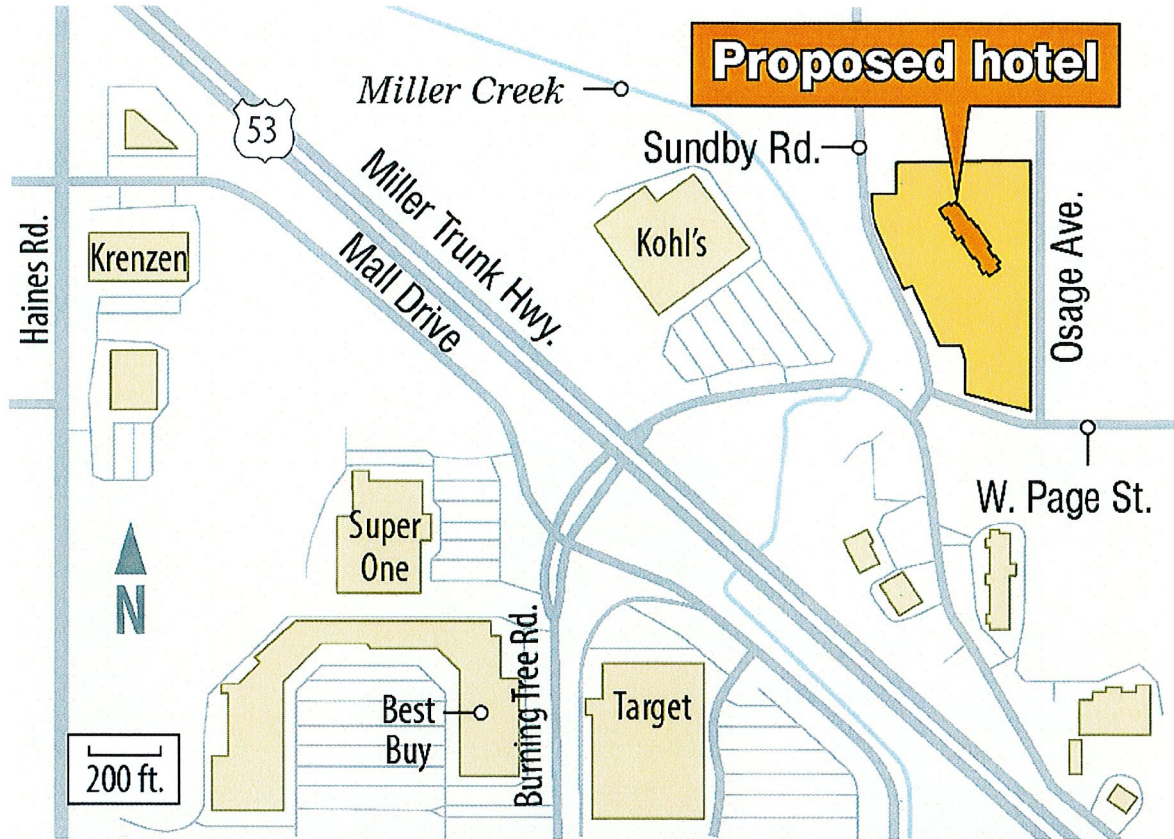 Proposed hotel
Miller Creek
53
Sundby Rd.
Miller Trunk Hwy.
Mall Drive
Kohl's
Osage Ave.
Haines Rd.
Krenzen
W. Page St.
Super
One
N
Burning Tree Rd.
Best
Buy
Target
200 ft.